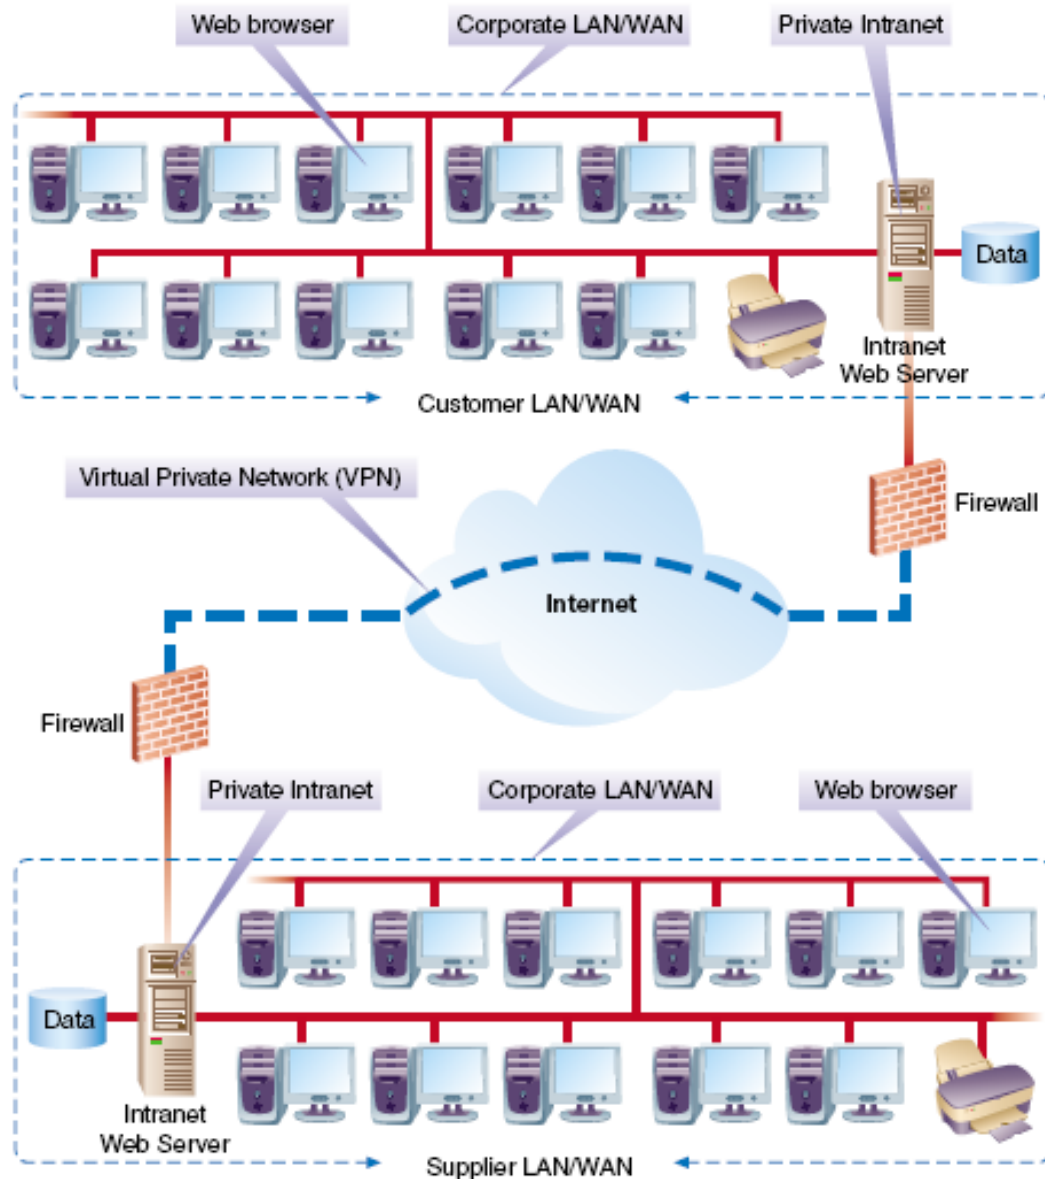 Web browser
Corporate LAN/WAN
Private Intranet
Data
Intranet
Web Server
Customer LAN/WAN
Virtual Private Network (VPN)
Firewall
Internet
Firewall
Private Intranet
Corporate LAN/WAN
Web browser
Data
Intranet
Web Server
Supplier LAN/WAN